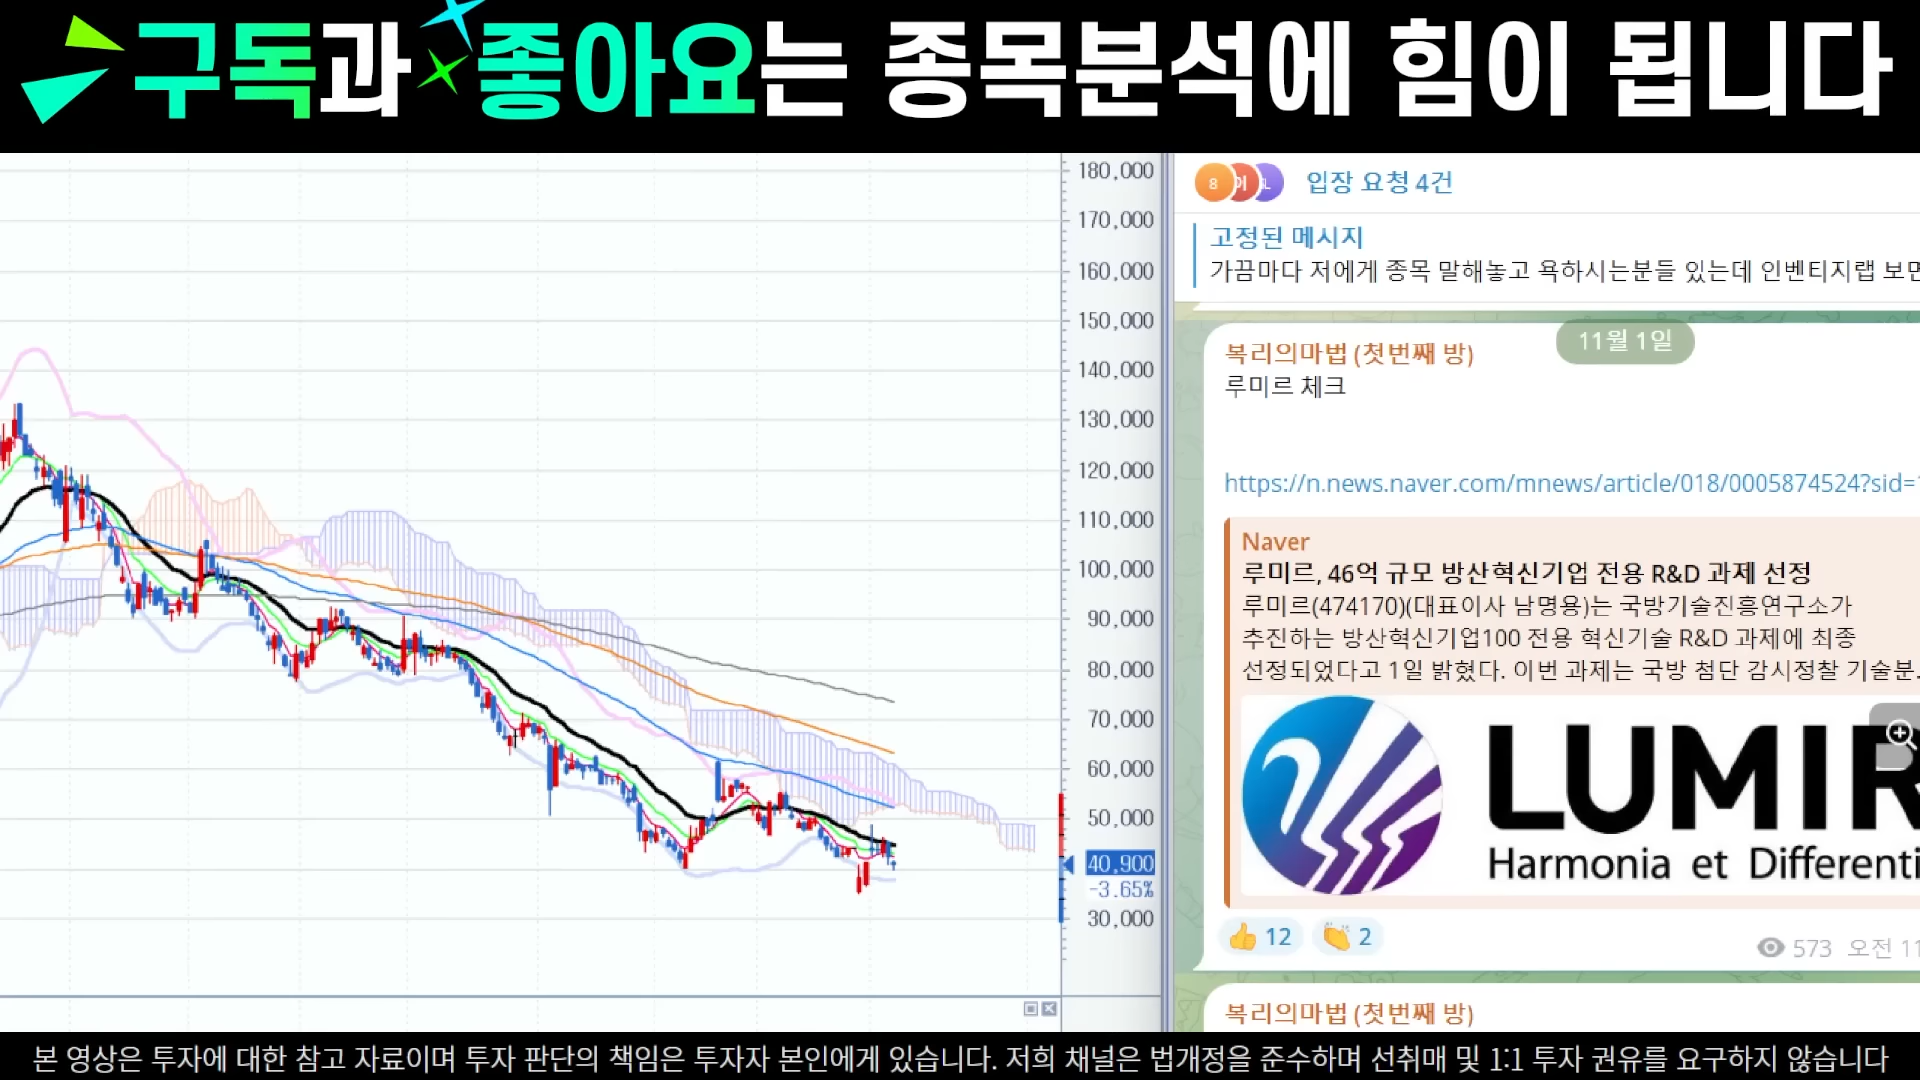 구독과 좋아요는 종목분석에 힘이 됩니다
180,000
170,000
160,000
150,000
140,000
130,000
120,000
110,000
100,000
90,000
80,000
70,000
60,000
50,000
40,900
-3.65%
30,000
8 이 L 입장 요청 4건
고정된 메시지
가끔마다 저에게 종목 말해놓고 욕하시는분들 있는데 인벤티지랩 보면
11월 1일
복리의마법 (첫번째 방)
루미르 체크
https://n.news.naver.com/mnews/article/018/0005874524?sid=
Naver
루미르, 46억 규모 방산혁신기업 전용 R&D 과제 선정
루미르(474170)(대표이사 남명용)는 국방기술진흥연구소가
추진하는 방산혁신기업100 전용 혁신기술 R&D 과제에 최종
선정되었다고 1일 밝혔다. 이번 과제는 국방 첨단 감시정찰 기술분..
LUMIR
Harmonia et Differenti
12 2
573 오전 11
복리의마법 (첫번째 방)
본 영상은 투자에 대한 참고 자료이며 투자 판단의 책임은 투자자 본인에게 있습니다. 저희 채널은 법개정을 준수하며 선취매 및 1:1 투자 권유를 요구하지 않습니다